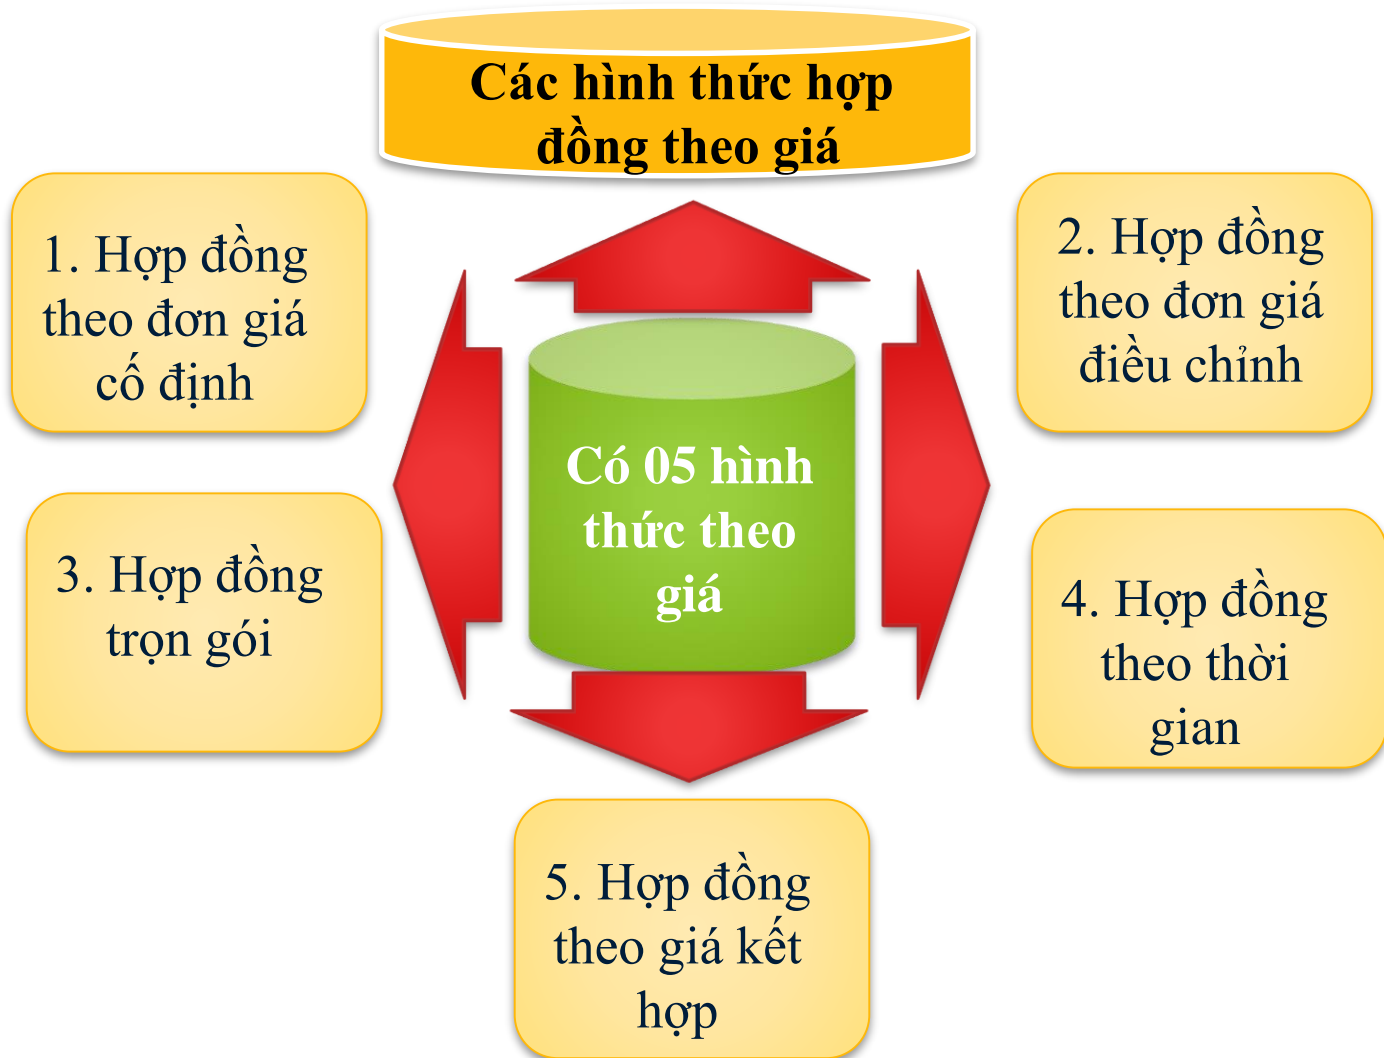 Các hình thức hợp
đồng theo giá
1. Hợp đồng
theo đơn giá
cố định
2. Hợp đồng
theo đơn giá
điều chỉnh
Có 05 hình
thức theo
giá
3. Hợp đồng
trọn gói
4. Hợp đồng
theo thời
gian
5. Hợp đồng
theo giá kết
hợp